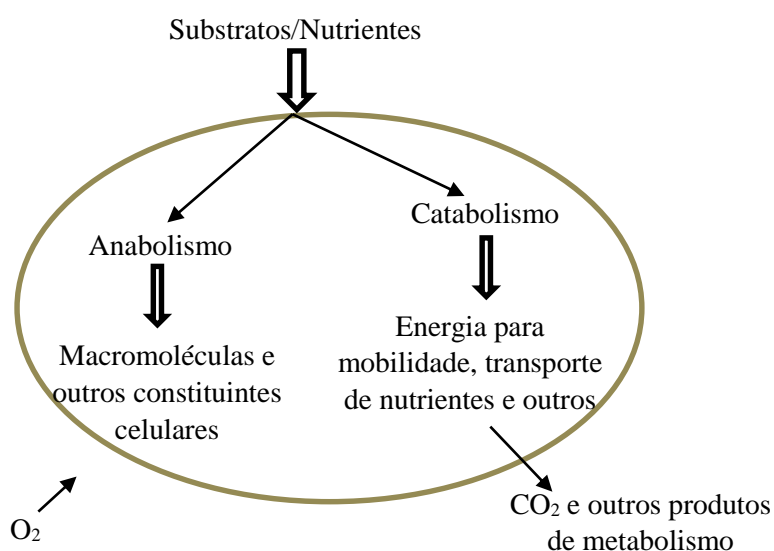 Substratos/Nutrientes
Anabolismo
Macromoléculas e
outros constituintes
celulares
Catabolismo
Energia para
mobilidade, transporte
de nutrientes e outros
O₂
CO₂ e outros produtos
de metabolismo